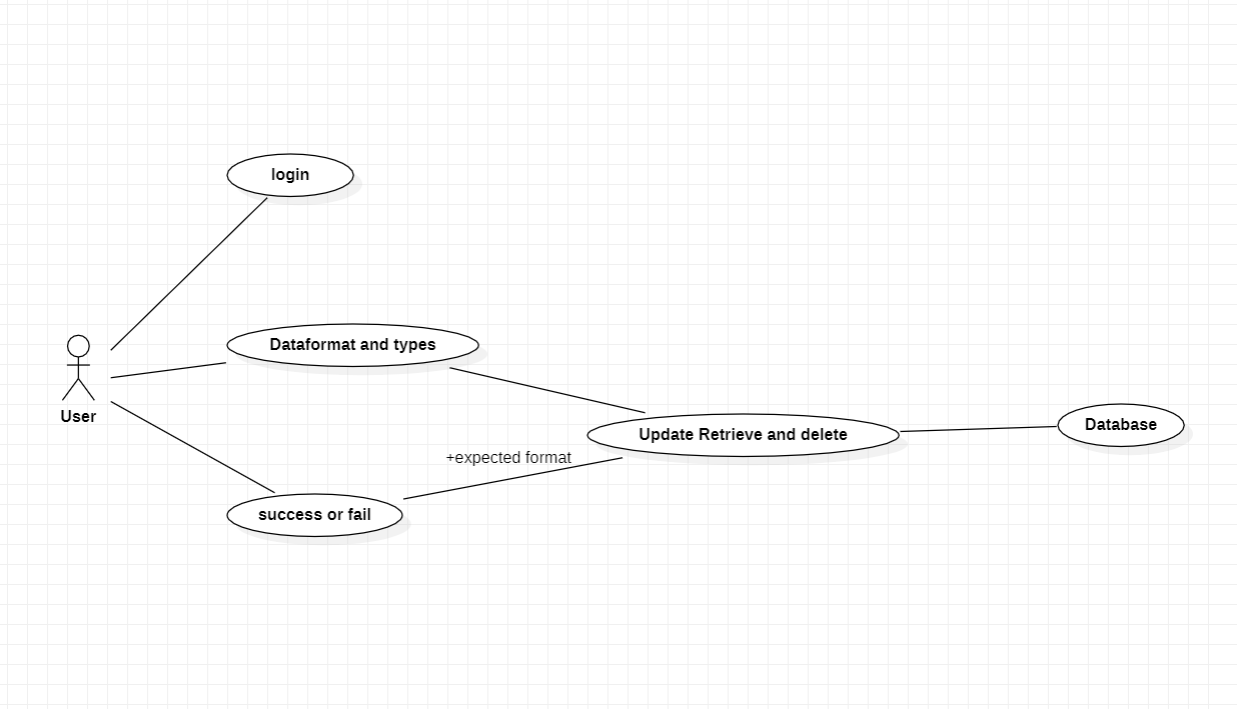 login
Dataformat and types
User
Update Retrieve and delete
Database
+expected format
success or fail